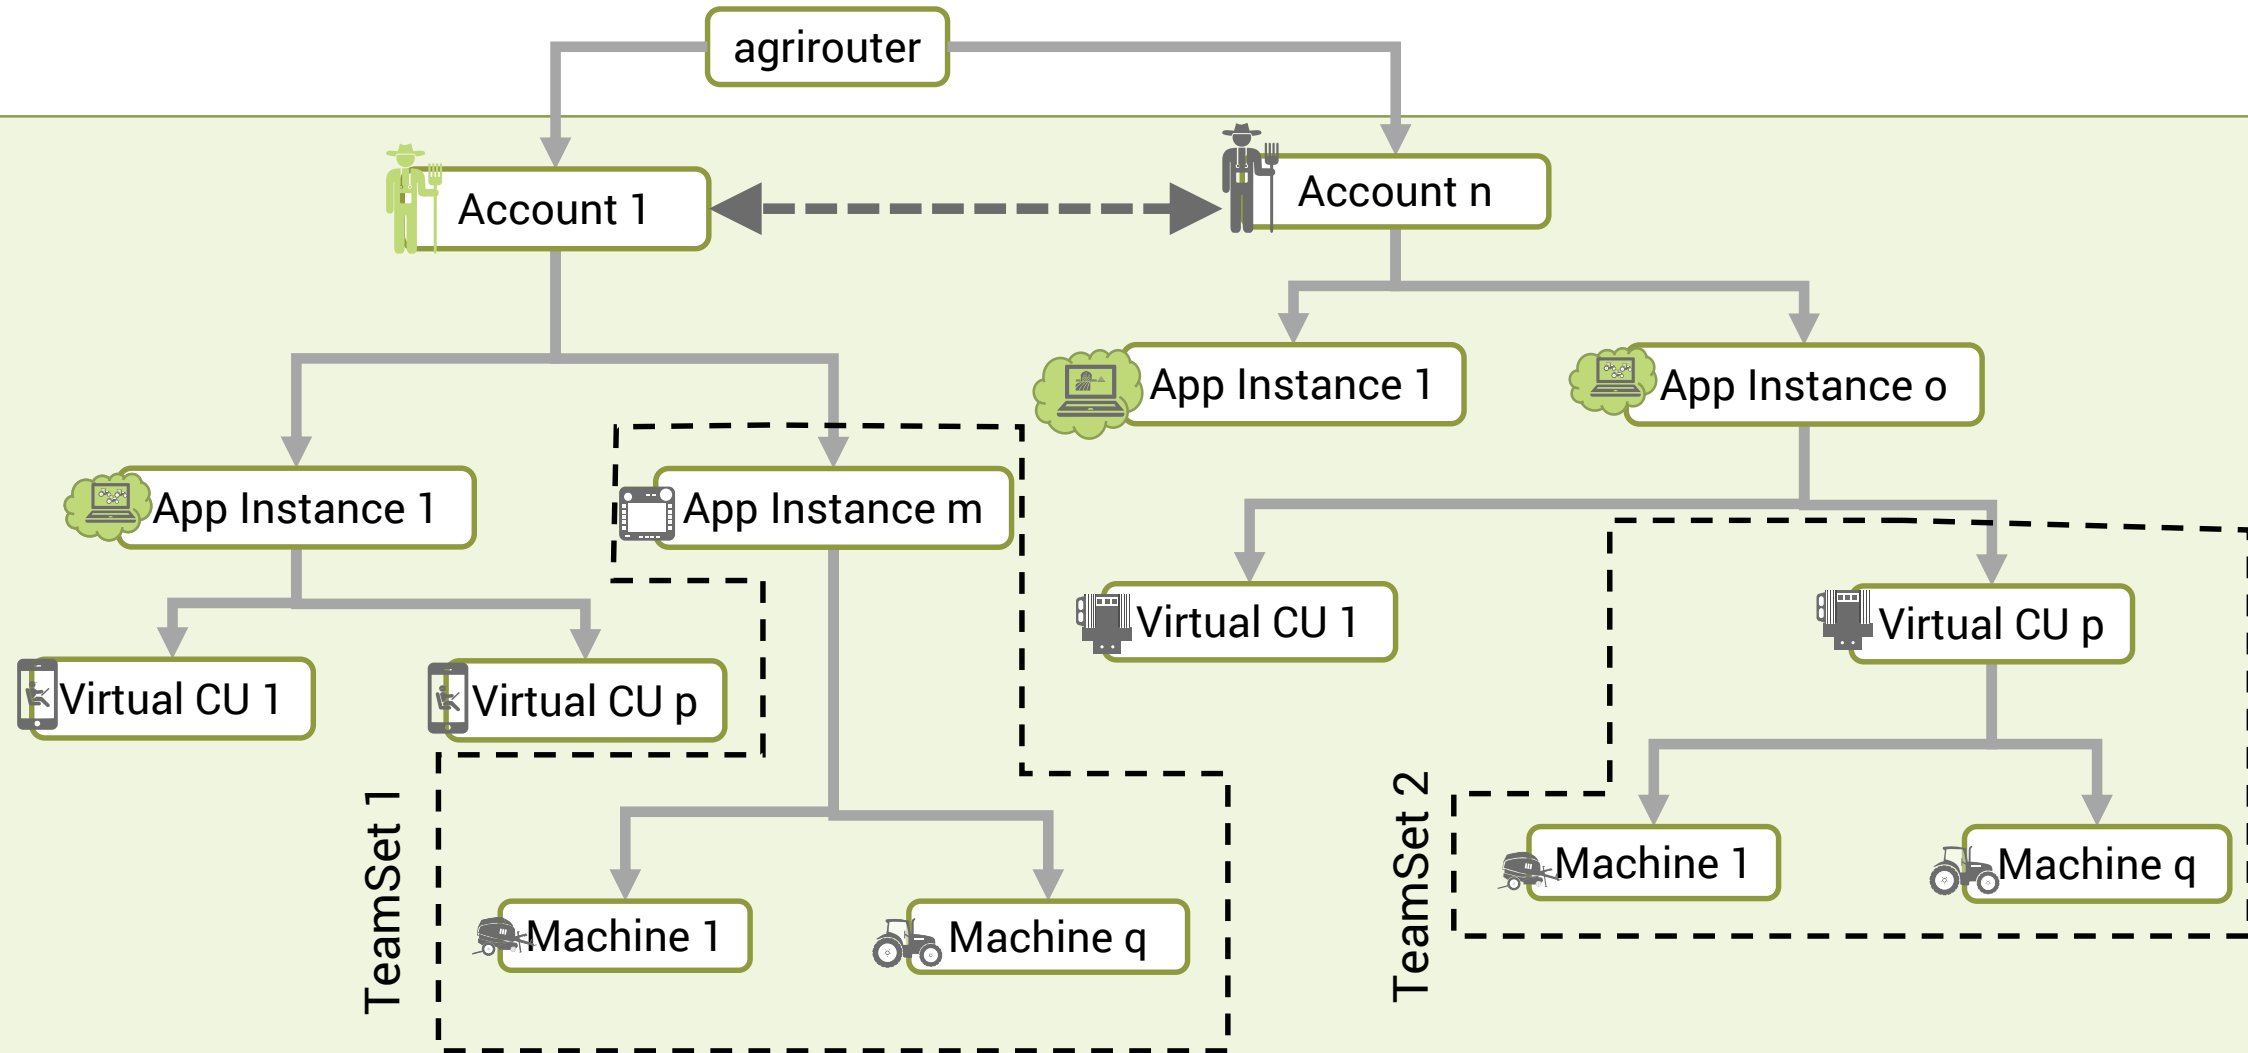 agrirouter
Account 1
Account n
App Instance 1
App Instance o
App Instance 1
App Instance m
Virtual CU 1
Virtual CU p
Virtual CU 1
Virtual CU p
TeamSet 1
TeamSet 2
Machine 1
Machine q
Machine 1
Machine q